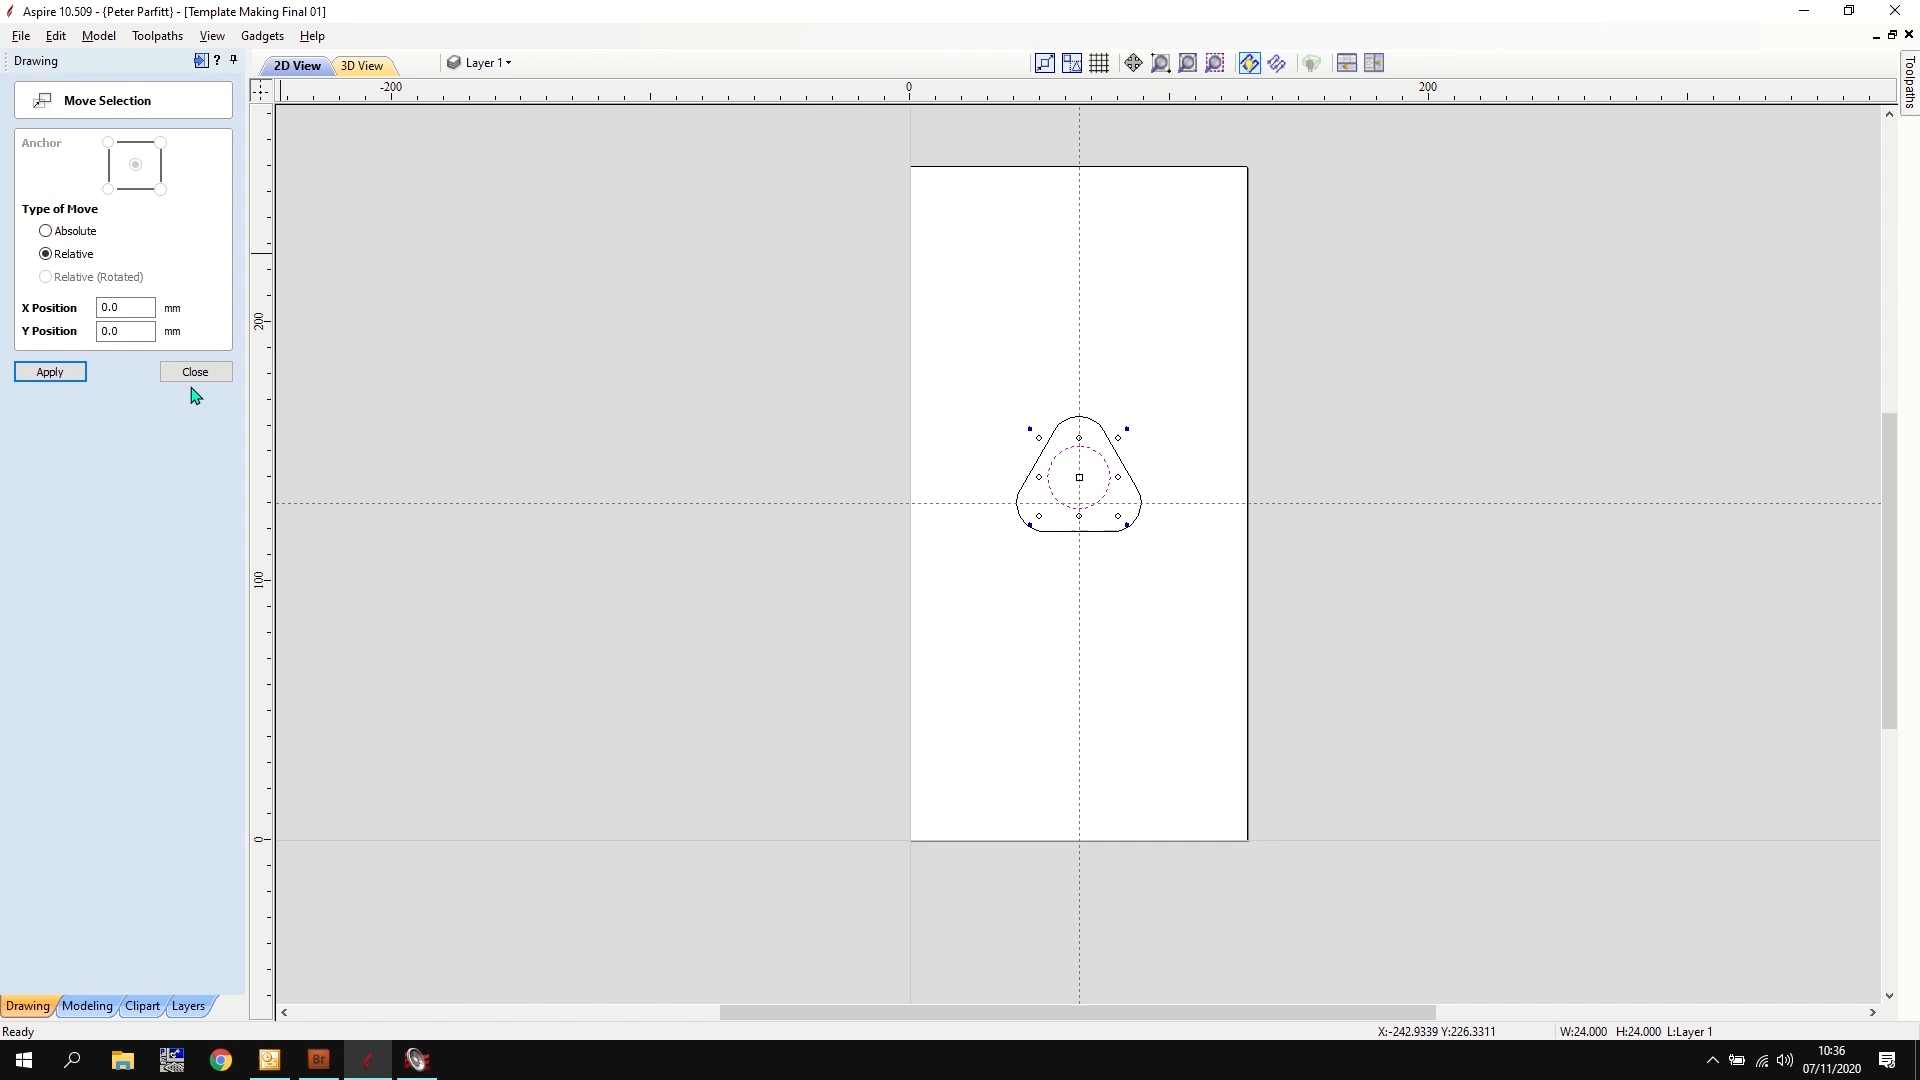 Aspire 10.509 - {Peter Parfitt} - [Template Making Final 01]
File Edit Model Toolpaths View Gadgets Help
Drawing
2D View 3D View Layer 1
Toolpaths
Move Selection
-200 0 200
Anchor
Type of Move
Absolute
Relative
Relative (Rotated)
X Position 0.0 mm
Y Position 0.0 mm
Apply Close
200
100
0
Drawing Modeling Clipart Layers
Ready X:-242.9339 Y:226.3311 W:24.000 H:24.000 L:Layer 1
Br
10:36
07/11/2020